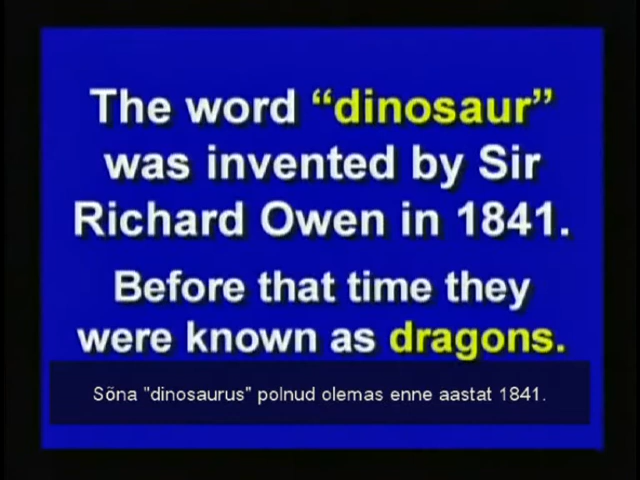 The word “dinosaur”
was invented by Sir
Richard Owen in 1841.
Before that time they
were known as dragons.
Sõna "dinosaurus" polnud olemas enne aastat 1841.